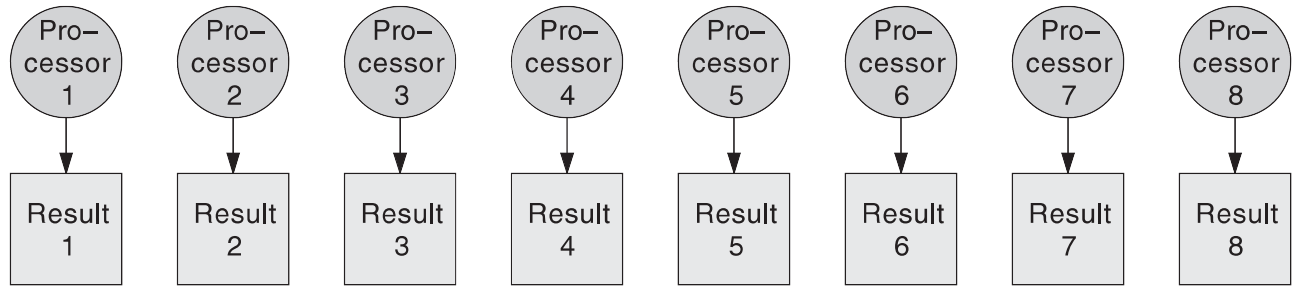 Pro–
cessor
1
Pro–
cessor
2
Pro–
cessor
3
Pro–
cessor
4
Pro–
cessor
5
Pro–
cessor
6
Pro–
cessor
7
Pro–
cessor
8
Result
1
Result
2
Result
3
Result
4
Result
5
Result
6
Result
7
Result
8